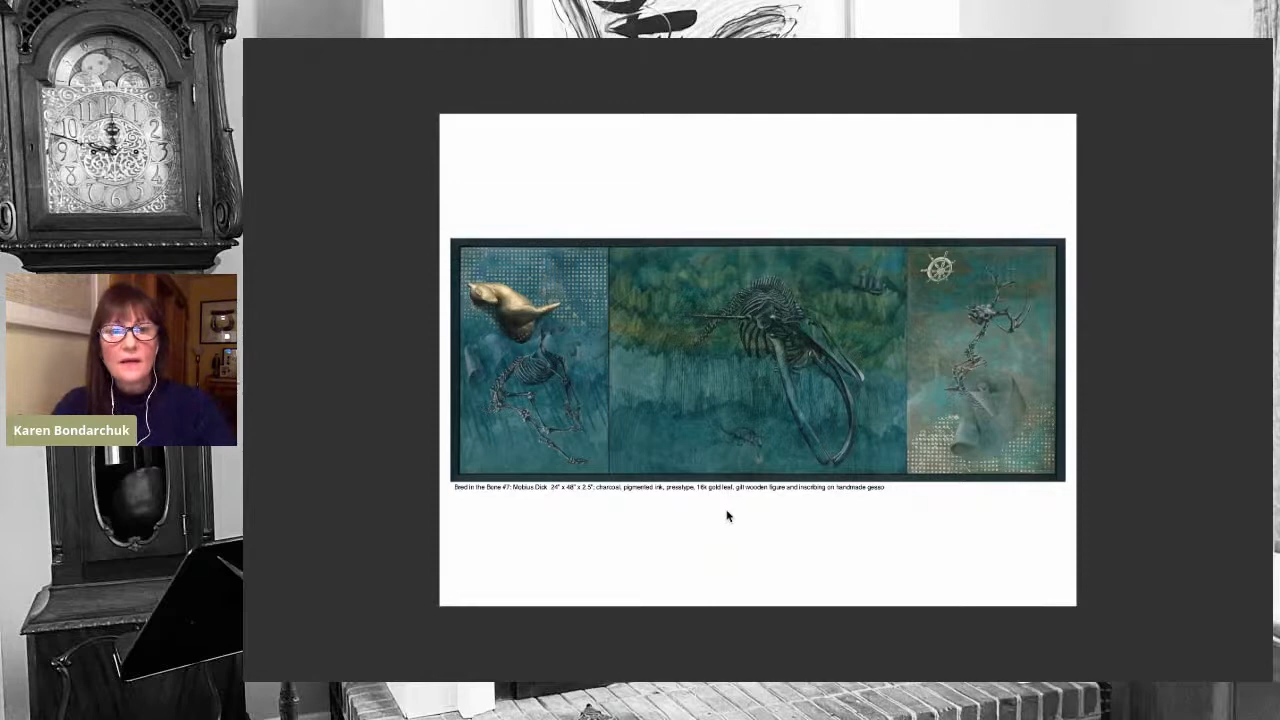 Karen Bondarchuk
Bred in the Bone #7: Mobius Dick 24" x 48" x 2.5"; charcoal, pigmented ink, presstype, 18k gold leaf, gilt wooden figure and inscribing on handmade gesso